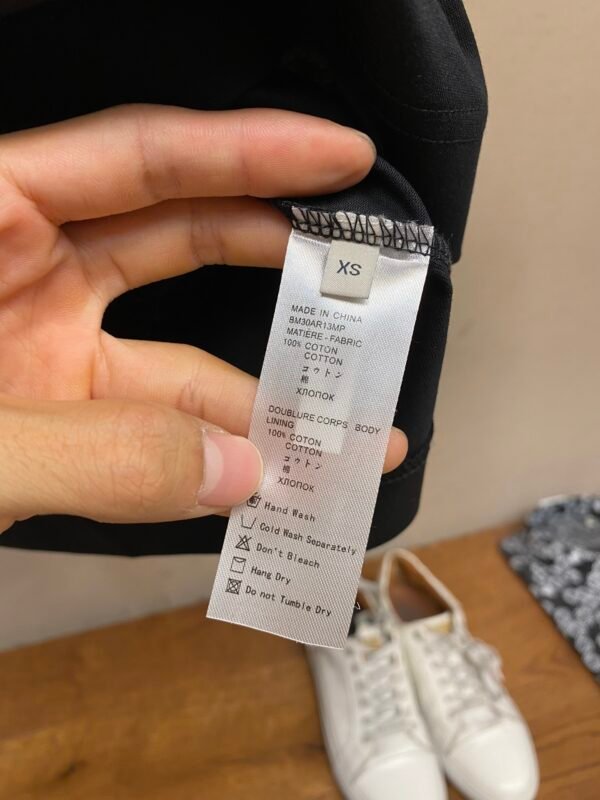 XS
MADE IN CHINA
BM30AR13MP
MATIÈRE - FABRIC
100% COTON
COTTON
コットン
棉
ХЛОПОК
DOUBLURE CORPS BODY
LINING
100% COTON
COTTON
コットン
棉
ХЛОПОК
Hand Wash
Cold Wash Separately
Don't Bleach
Hang Dry
Do not Tumble Dry